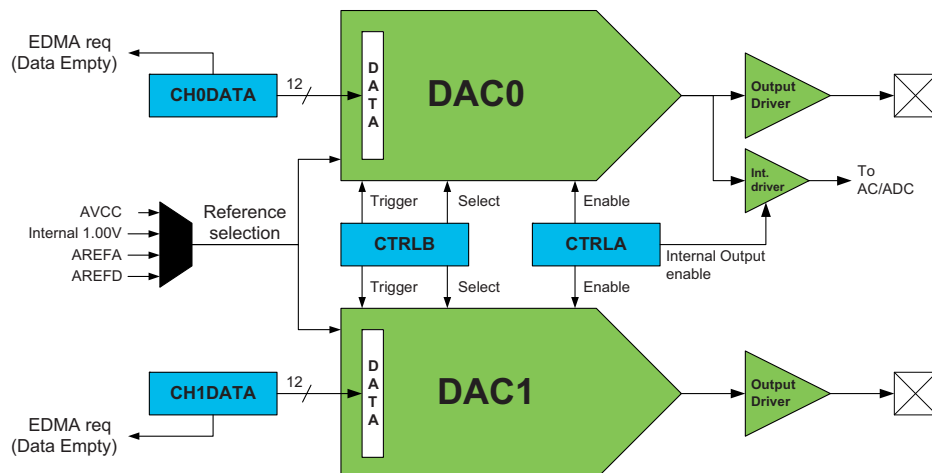 EDMA req
(Data Empty)
CH0DATA
12
DATA
DAC0
Output
Driver
Int.
driver
To
AC/ADC
Trigger
Select
Enable
AVCC
Internal 1.00V
AREFA
AREFD
Reference
selection
CTRLB
CTRLA
Internal Output
enable
Trigger
Select
Enable
CH1DATA
12
DATA
DAC1
Output
Driver
EDMA req
(Data Empty)